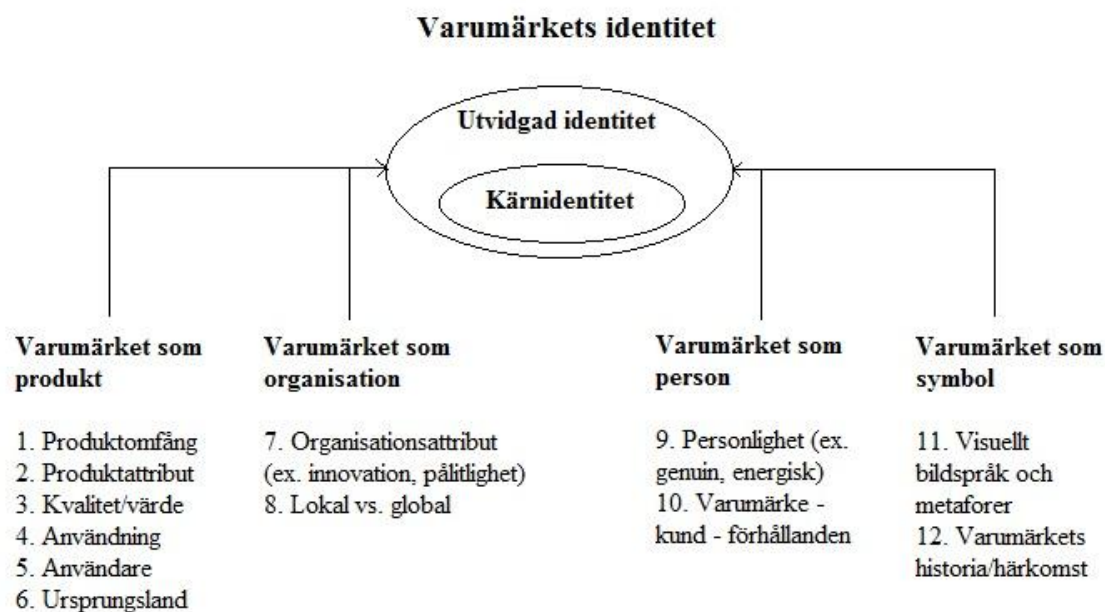 Varumärkets identitet
Utvidgad identitet
Kärnidentitet
Varumärket som
produkt
1. Produktomfång
2. Produktattribut
3. Kvalitet/värde
4. Användning
5. Användare
6. Ursprungsland
Varumärket som
organisation
7. Organisationsattribut
(ex. innovation, pålitlighet)
8. Lokal vs. global
Varumärket som
person
9. Personlighet (ex.
genuin, energisk)
10. Varumärke -
kund - förhållanden
Varumärket som
symbol
11. Visuellt
bildspråk och
metaforer
12. Varumärkets
historia/härkomst